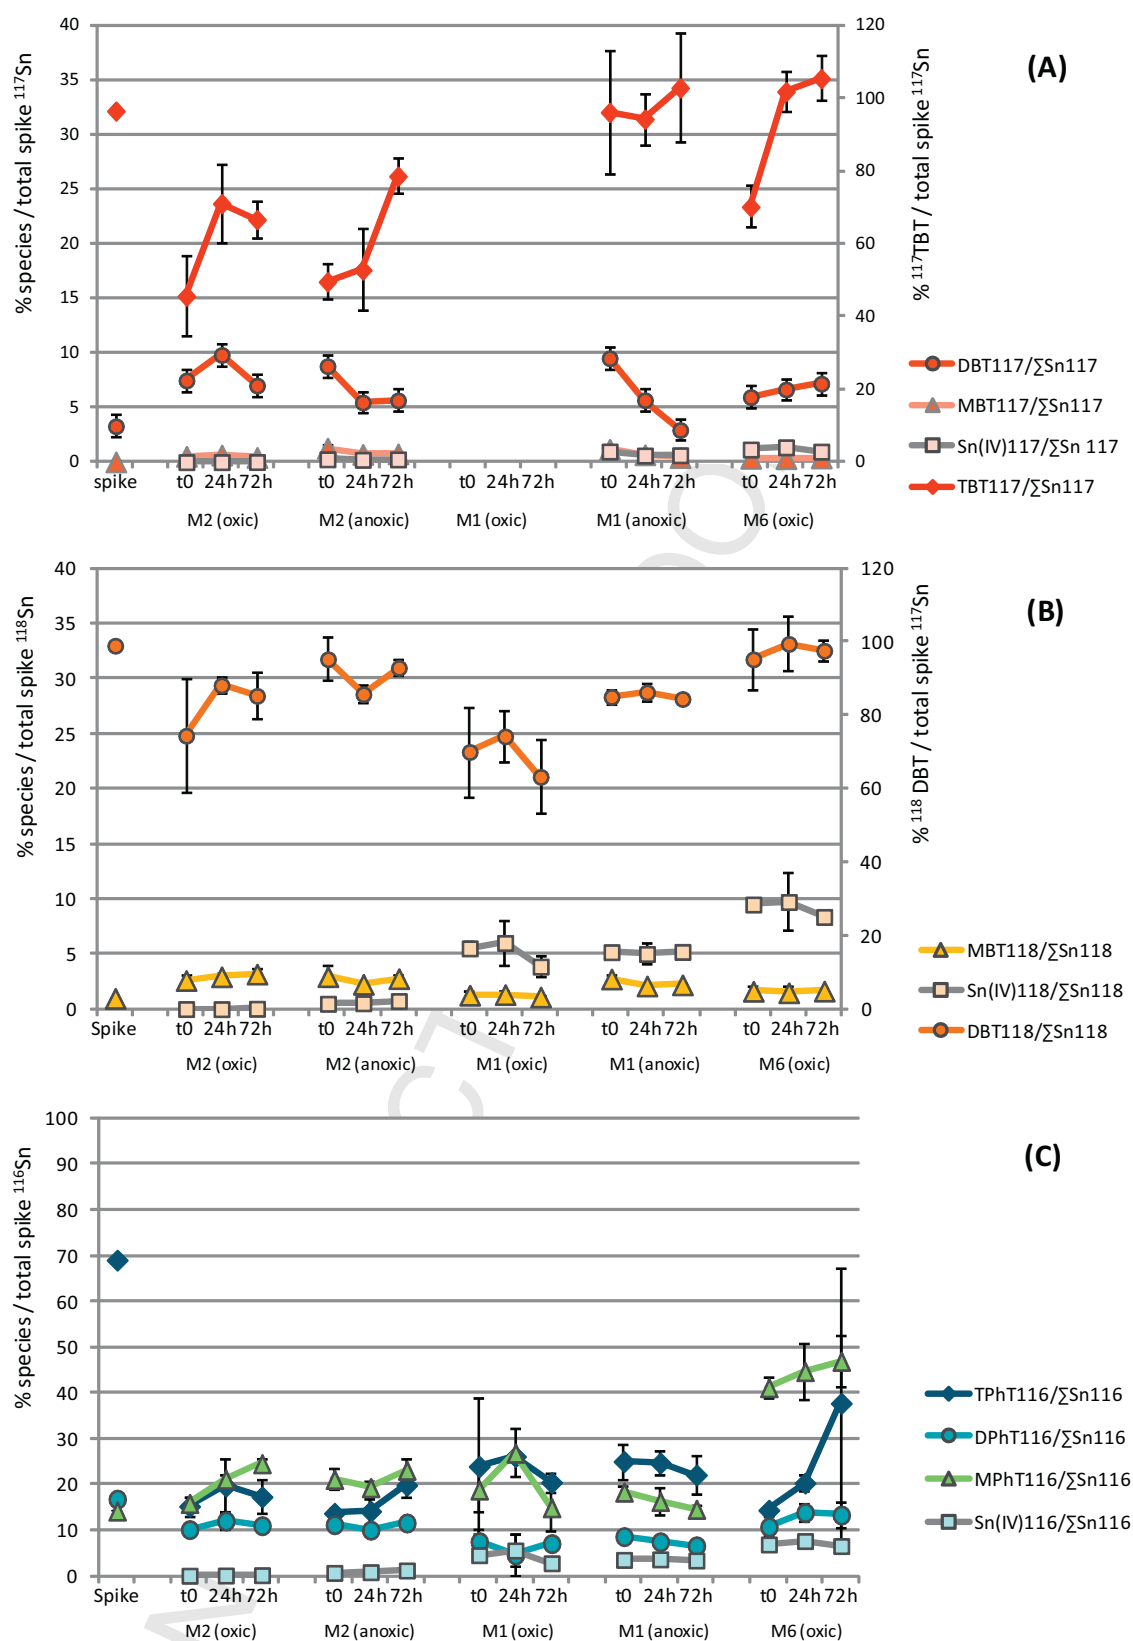 (A)
% species / total spike 117Sn
% 117TBT / total spike 117Sn
40
35
30
25
20
15
10
5
0
120
100
80
60
40
20
0
spike t0 24h 72h t0 24h 72h t0 24h 72h t0 24h 72h t0 24h 72h
M2 (oxic) M2 (anoxic) M1 (oxic) M1 (anoxic) M6 (oxic)
DBT117/∑Sn117
MBT117/∑Sn117
Sn(IV)117/∑Sn 117
TBT117/∑Sn117
(B)
% species / total spike 118Sn
% 118 DBT / total spike 117Sn
40
35
30
25
20
15
10
5
0
120
100
80
60
40
20
0
Spike t0 24h 72h t0 24h 72h t0 24h 72h t0 24h 72h t0 24h 72h
M2 (oxic) M2 (anoxic) M1 (oxic) M1 (anoxic) M6 (oxic)
MBT118/∑Sn118
Sn(IV)118/∑Sn118
DBT118/∑Sn118
(C)
% species / total spike 116Sn
100
90
80
70
60
50
40
30
20
10
0
Spike t0 24h 72h t0 24h 72h t0 24h 72h t0 24h 72h t0 24h 72h
M2 (oxic) M2 (anoxic) M1 (oxic) M1 (anoxic) M6 (oxic)
TPhT116/∑Sn116
DPhT116/∑Sn116
MPhT116/∑Sn116
Sn(IV)116/∑Sn116